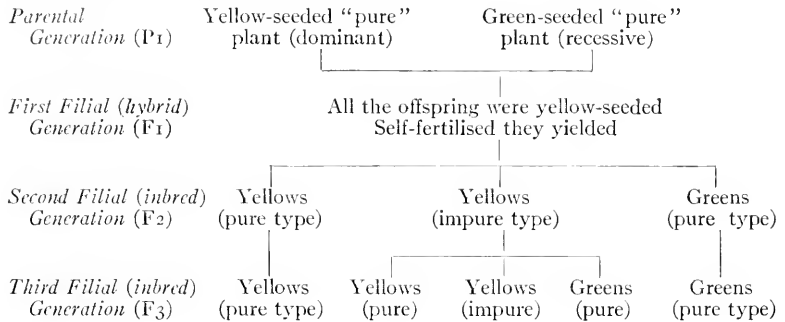 Parental Yellow-seeded “pure” Green-seeded “pure”
Generation (P1) plant (dominant) plant (recessive)
First Filial (hybrid) All the offspring were yellow-seeded
Generation (F1) Self-fertilised they yielded
Second Filial (inbred) Yellows Yellows Greens
Generation (F2) (pure type) (impure type) (pure type)
Third Filial (inbred) Yellows Yellows Yellows Greens Greens
Generation (F3) (pure type) (pure) (impure) (pure) (pure type)